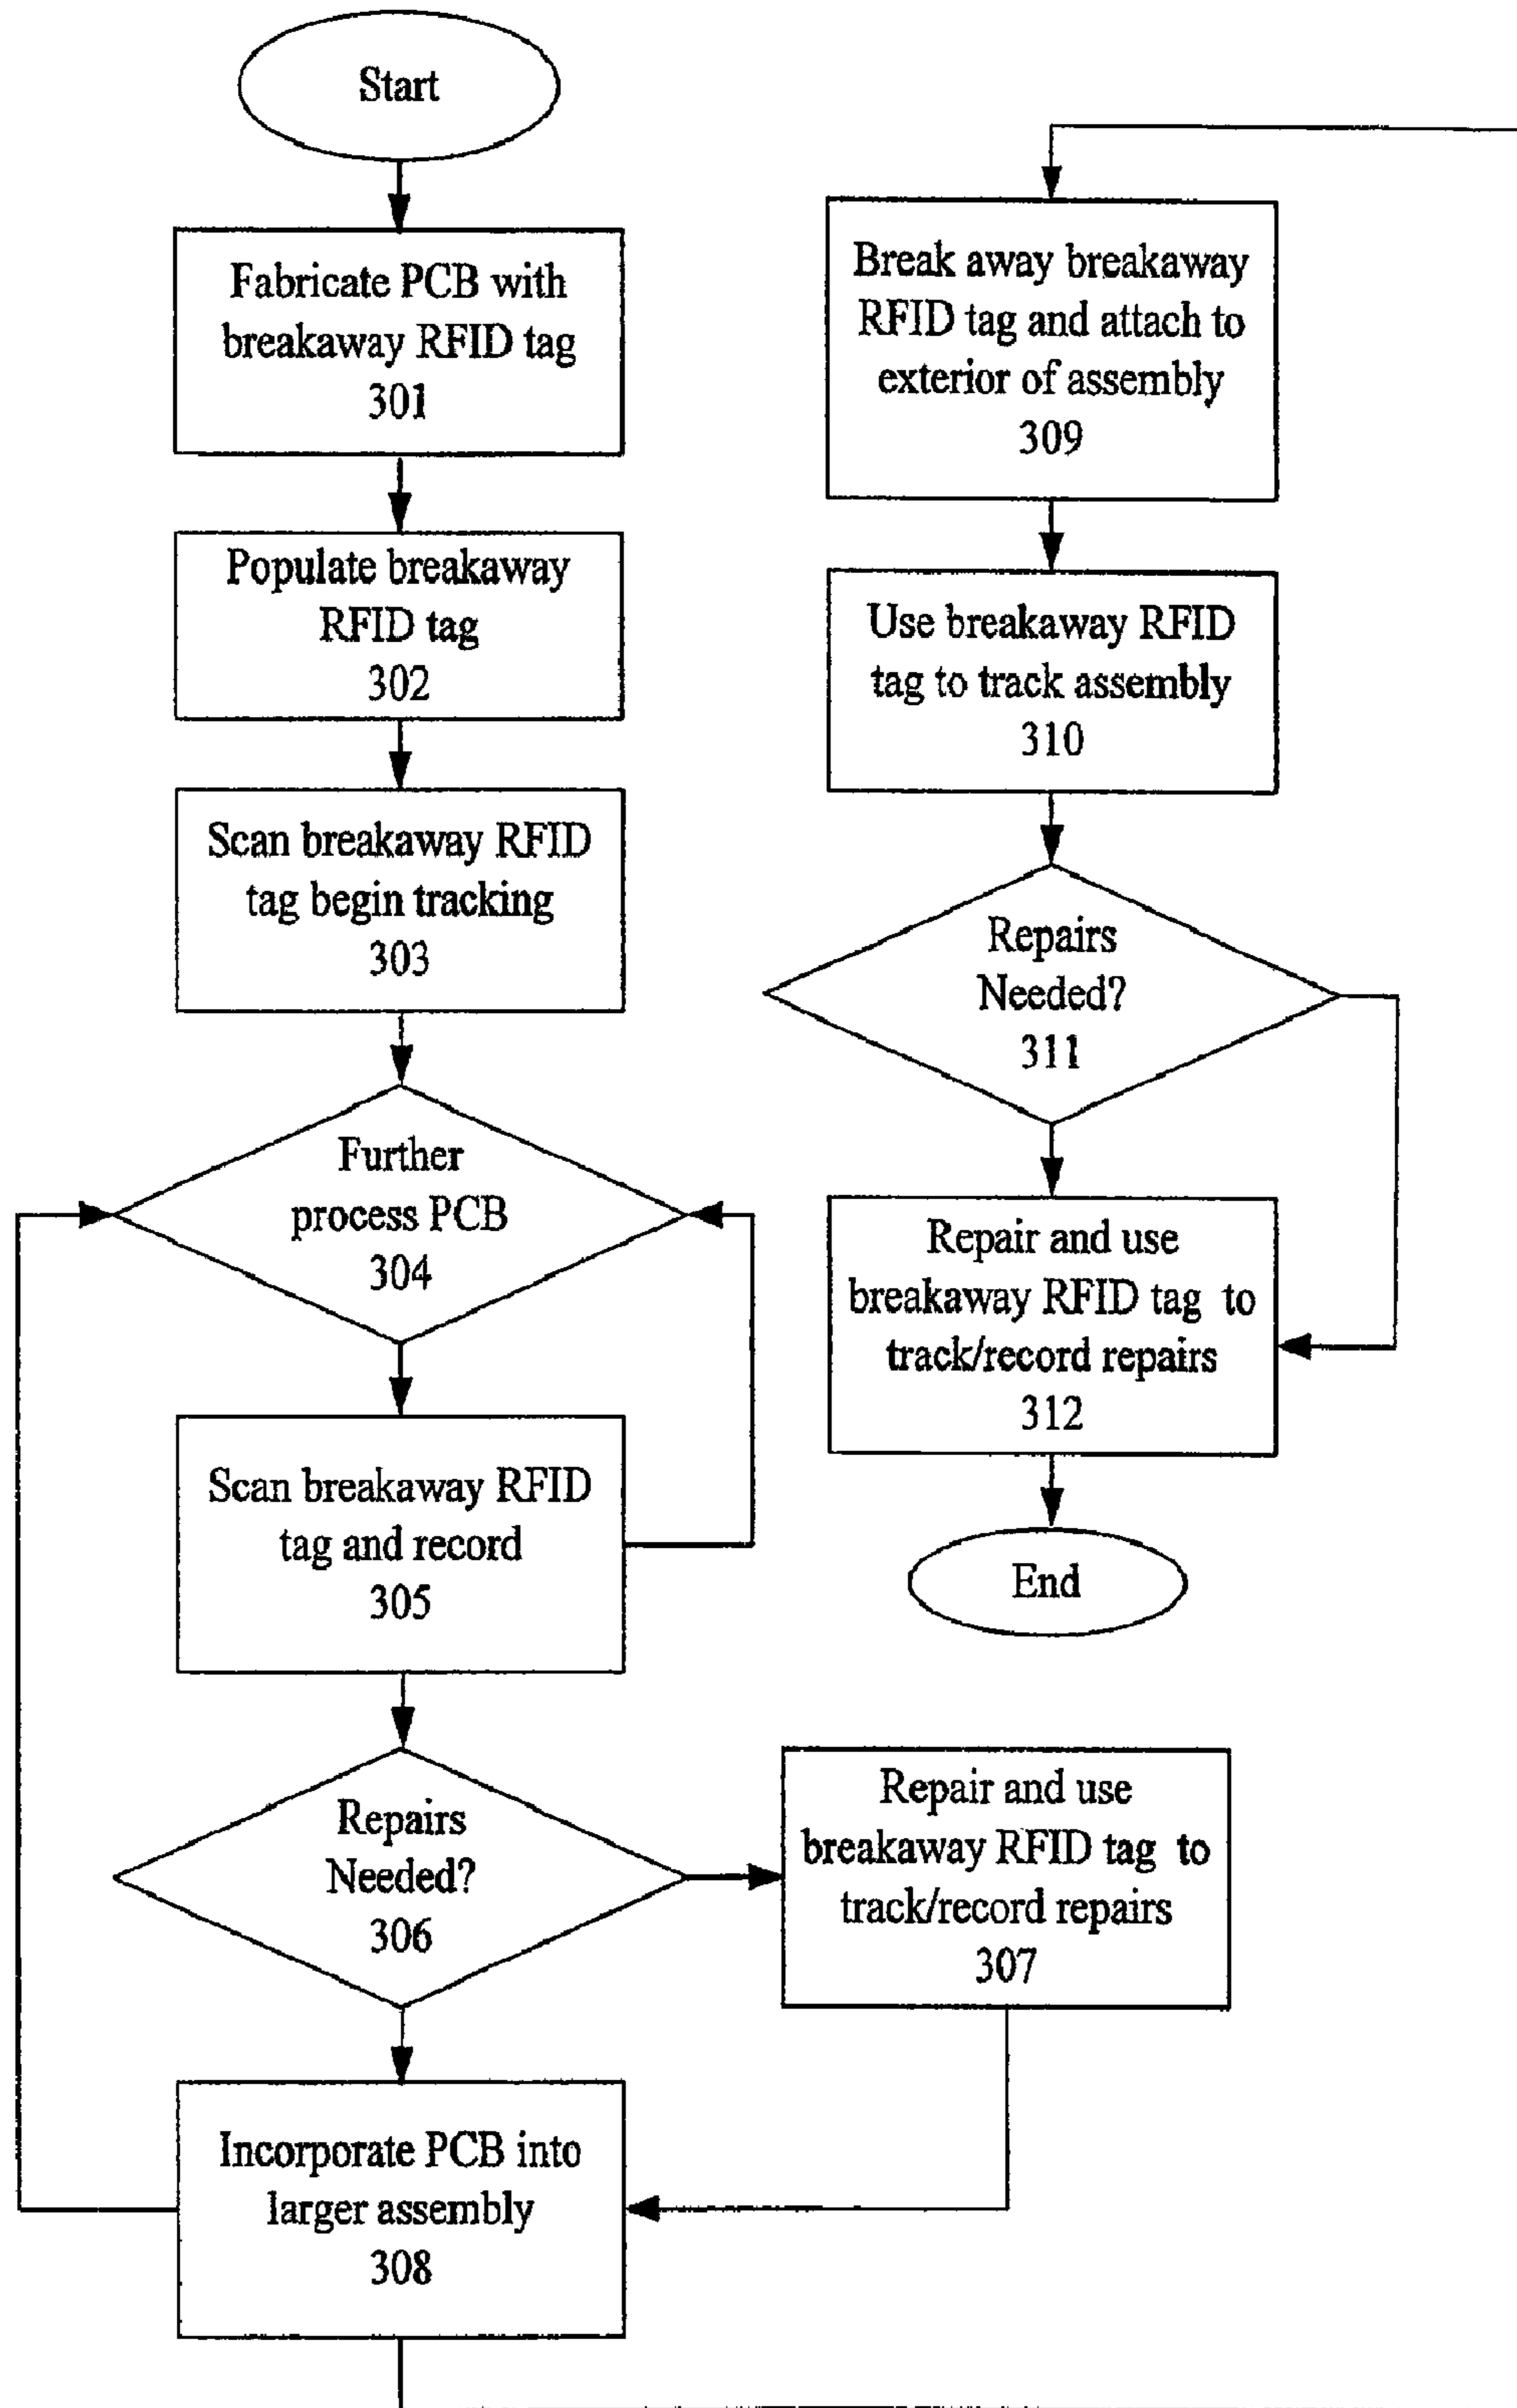 Start
Fabricate PCB with
breakaway RFID tag
301
Populate breakaway
RFID tag
302
Scan breakaway RFID
tag begin tracking
303
Further
process PCB
304
Scan breakaway RFID
tag and record
305
Repairs
Needed?
306
Repair and use
breakaway RFID tag to
track/record repairs
307
Incorporate PCB into
larger assembly
308
Break away breakaway
RFID tag and attach to
exterior of assembly
309
Use breakaway RFID
tag to track assembly
310
Repairs
Needed?
311
Repair and use
breakaway RFID tag to
track/record repairs
312
End